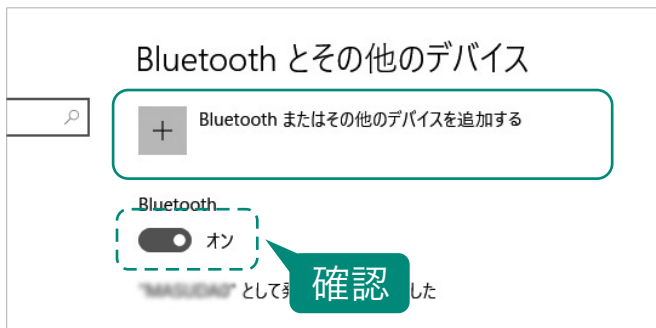 Bluetooth とその他のデバイス
Bluetooth またはその他のデバイスを追加する
Bluetooth
オン
として発
した
確認